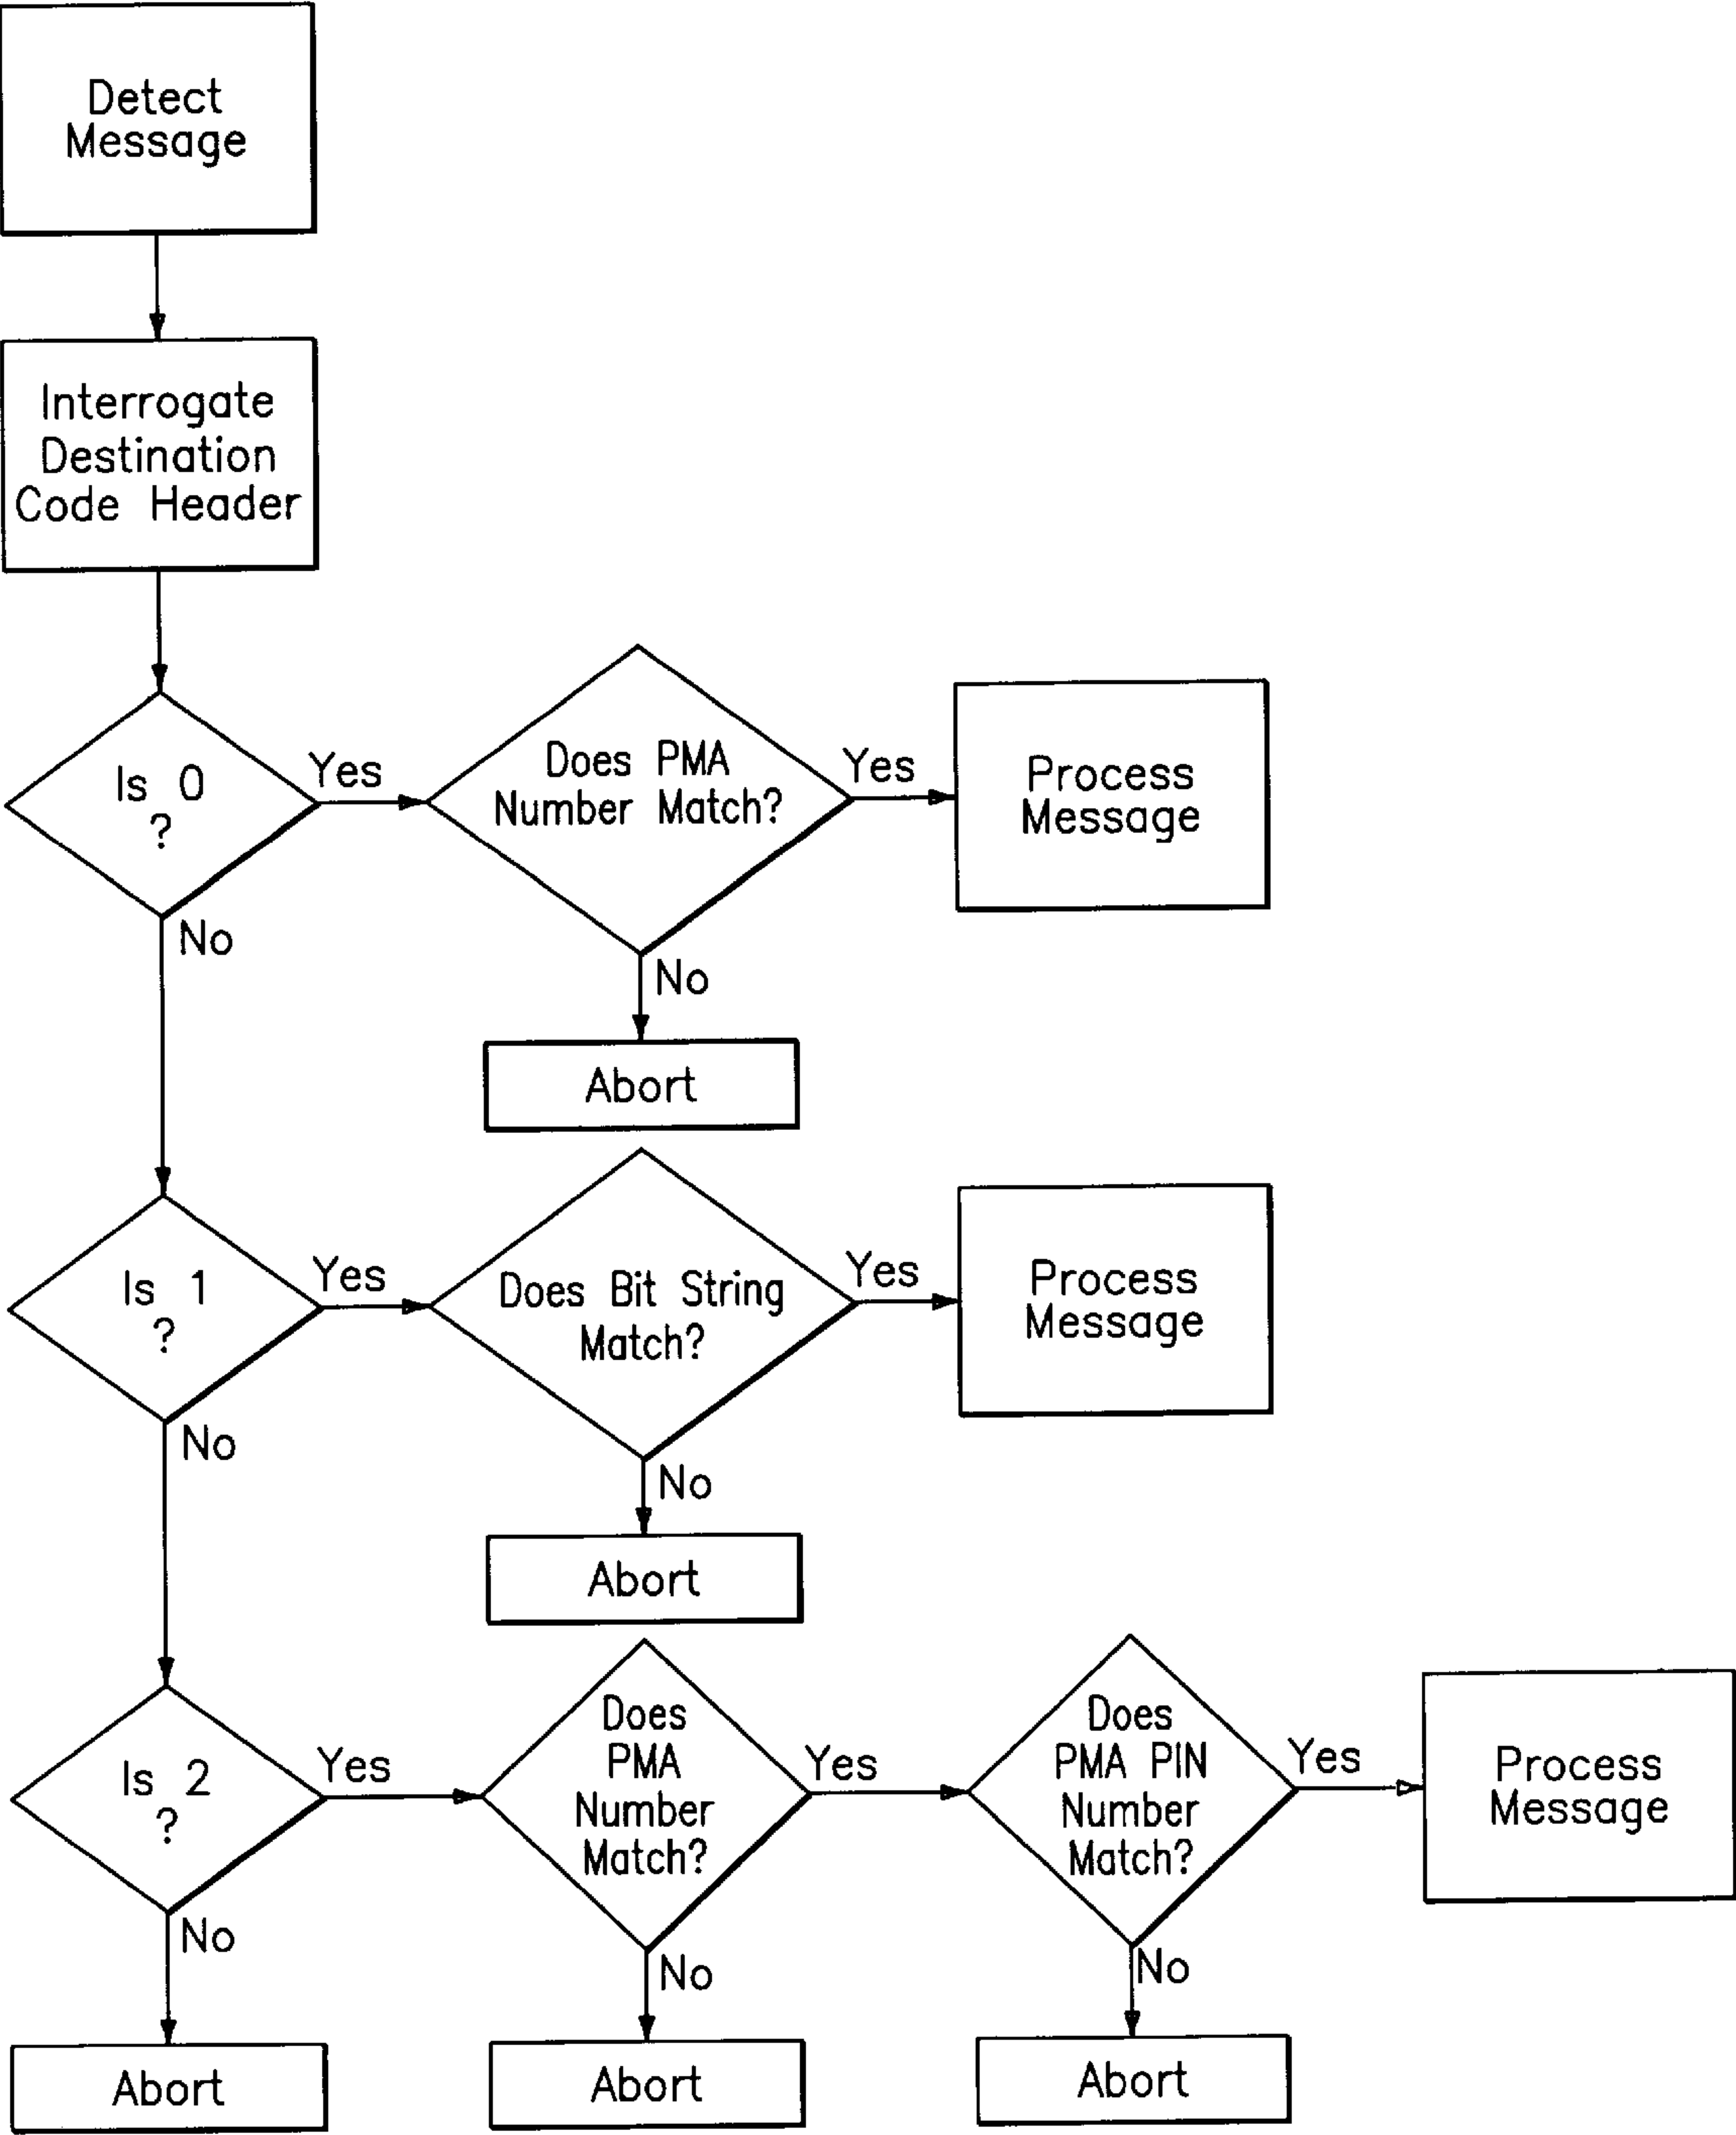 Detect
Message
Interrogate
Destination
Code Header
Is 0
?
Yes
Does PMA
Number Match?
Yes
Process
Message
No
No
Abort
Is 1
?
Yes
Does Bit String
Match?
Yes
Process
Message
No
No
Abort
Is 2
?
Yes
Does
PMA
Number
Match?
Yes
Does
PMA PIN
Number
Match?
Yes
Process
Message
No
No
No
Abort
Abort
Abort